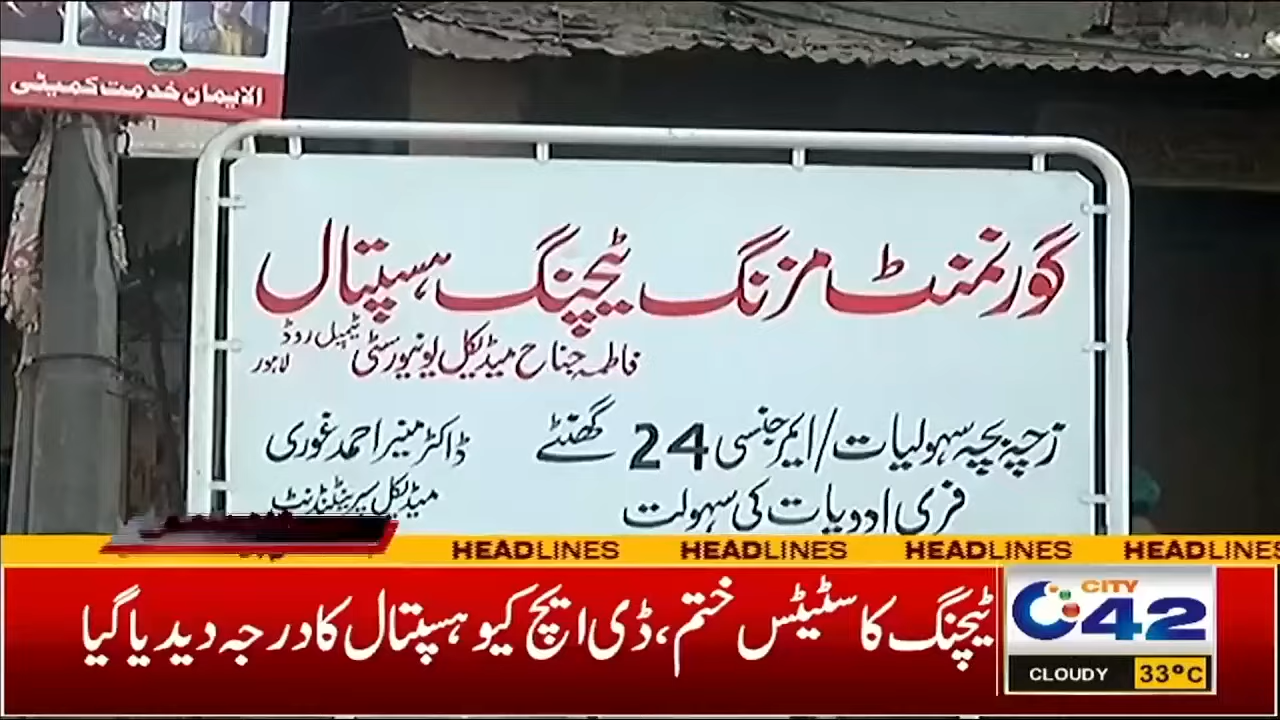 الایمان خدمت کمیٹی
گورنمنٹ مزنگ ٹیچنگ ہسپتال
فاطمہ جناح میڈیکل یونیورسٹی ٹیمپل روڈ لاہور
زچہ بچہ سہولیات/ایمرجنسی 24 گھنٹے
فری ادویات کی سہولت
ڈاکٹر منیر احمد غوری
میڈیکل سپرنٹنڈنٹ
HEADLINES HEADLINES HEADLINES HEADLINES
ٹیچنگ کا سٹیٹس ختم، ڈی ایچ کیو ہسپتال کا درجہ دیدیا گیا
CITY
42
CLOUDY 33°C